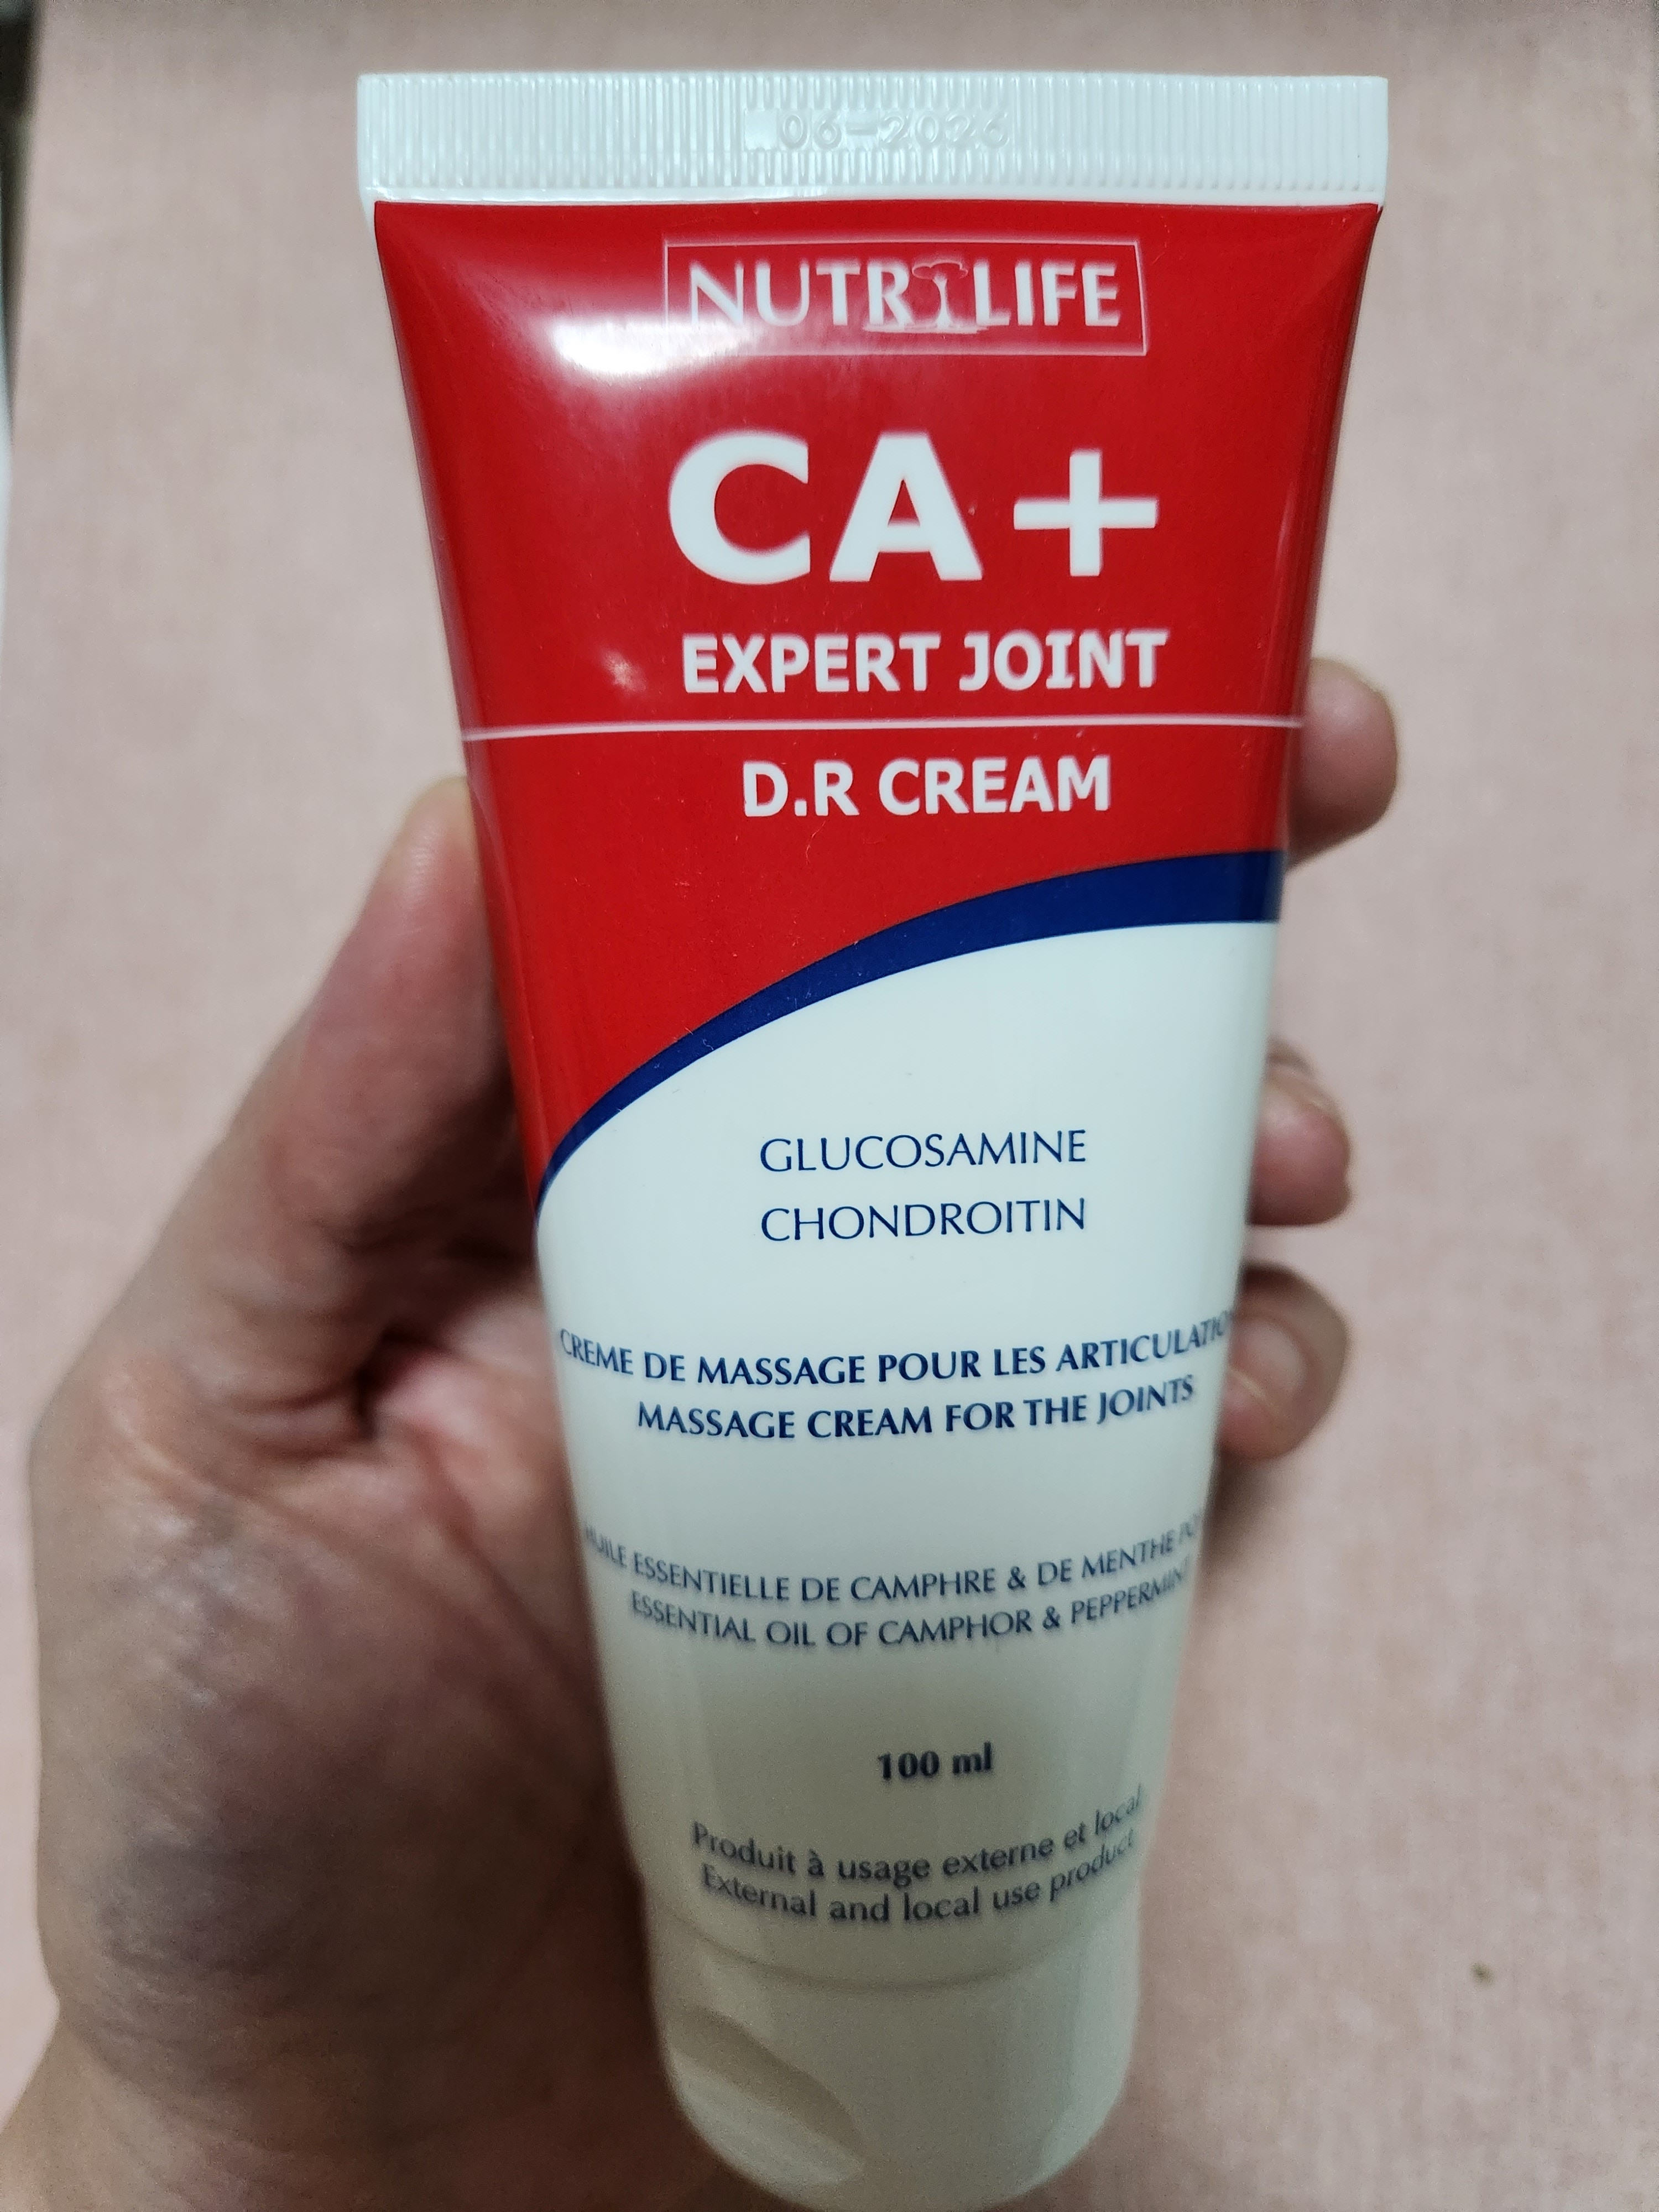 06-2026
NUTRILIFE
CA+
EXPERT JOINT
D.R CREAM
GLUCOSAMINE
CHONDROITIN
CREME DE MASSAGE POUR LES
MASSAGE CREAM FOR THE JOINTS
ESSENTIELLE DE CAMPHRE & DE MENTHE
ESSENTIAL OIL OF CAMPHOR & PEPPERMINT
100 ml
Produit à usage externe et local
External and local use product